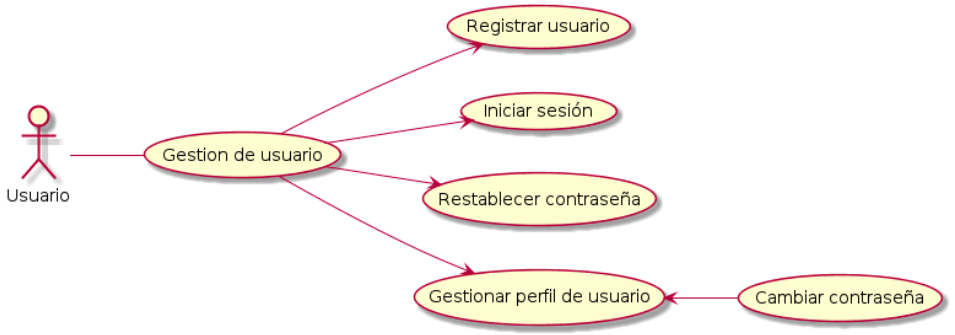 Registrar usuario
Iniciar sesión
Gestion de usuario
Usuario
Restablecer contraseña
Gestionar perfil de usuario
Cambiar contraseña